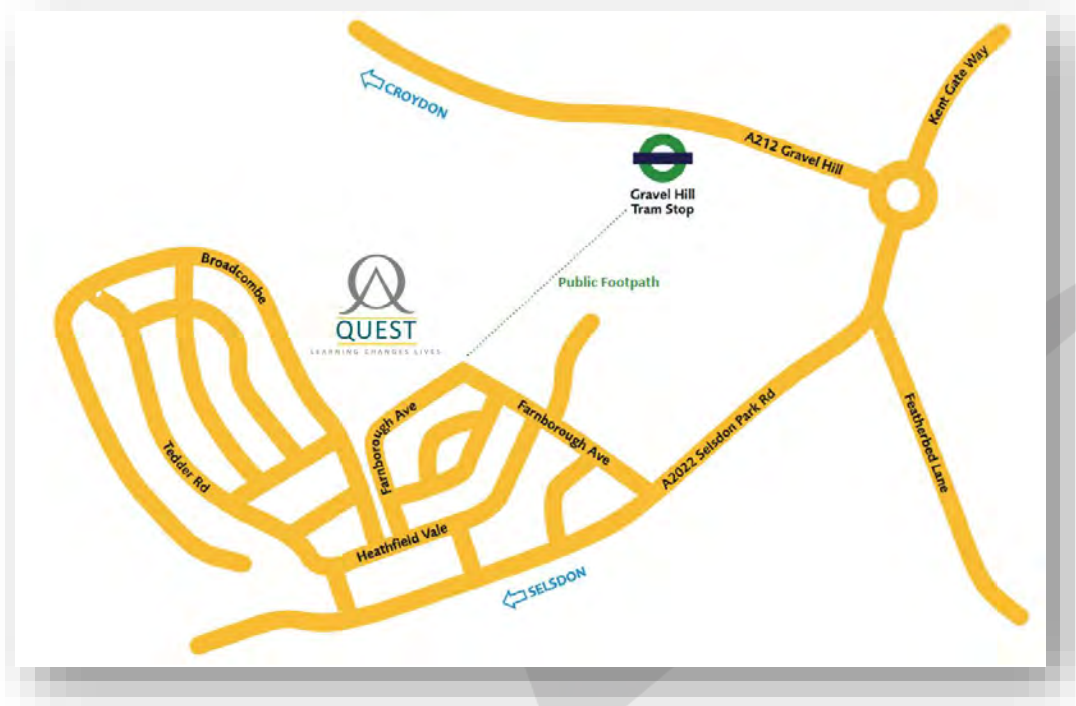 Kent Gate Way
CROYDON
A212 Gravel Hill
Gravel Hill
Tram Stop
Broadcombe
Public Footpath
QUEST
LEARNING CHANGES LIVES
Farnborough Ave
Farnborough Ave
A2022 Selsdon Park Rd
Featherbed Lane
Tedder Rd
Heathfield Vale
SELSDON